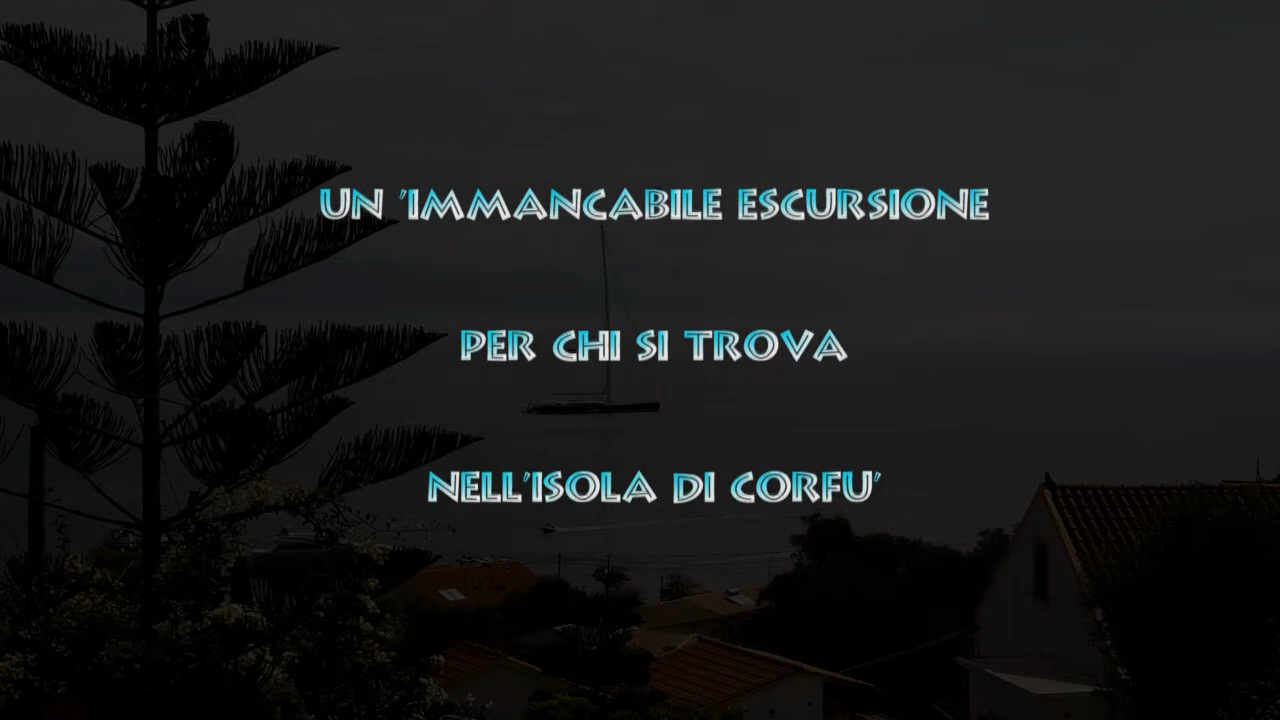 UN 'IMMANCABILE ESCURSIONE
PER CHI SI TROVA
NELL'ISOLA DI CORFU'